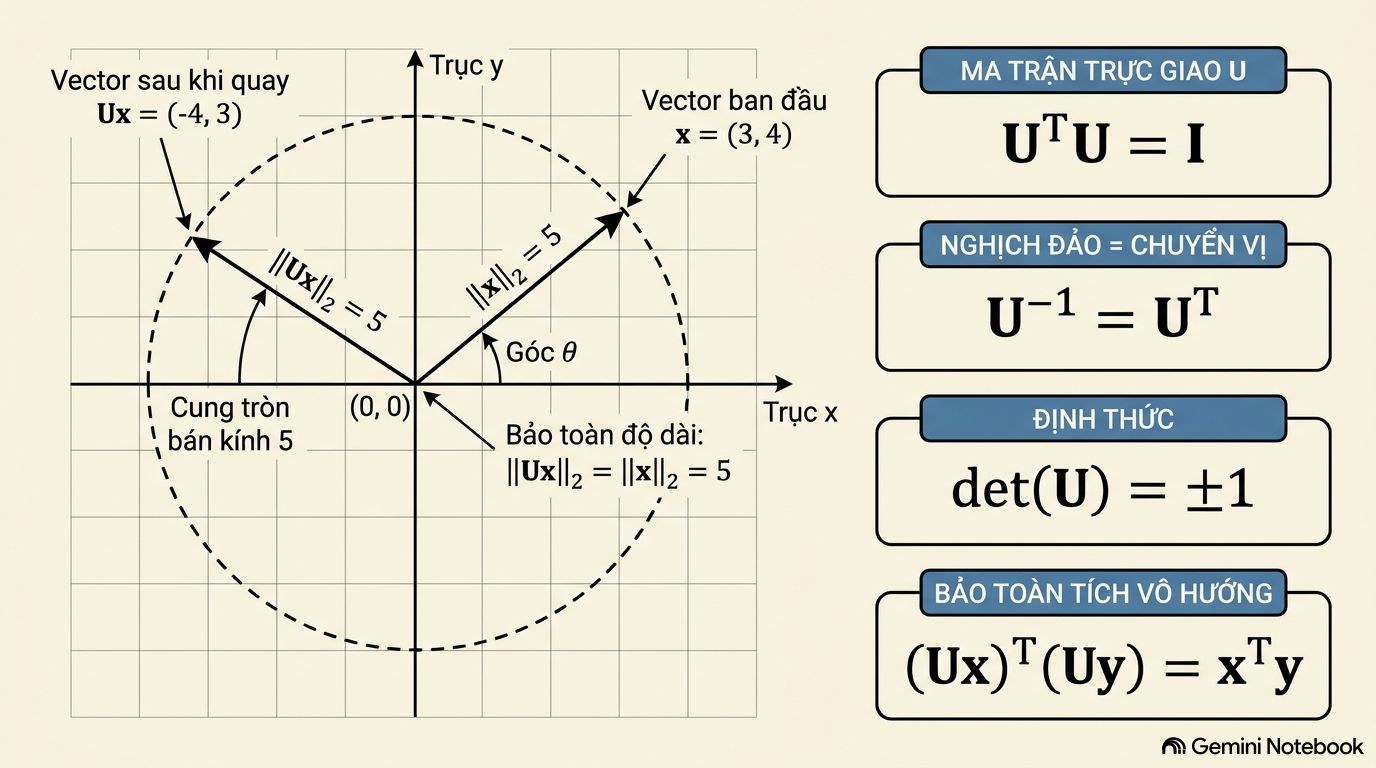 Trục y
Vector sau khi quay
Ux = (-4, 3)
Vector ban đầu
x = (3, 4)
||Ux||₂ = 5
||x||₂ = 5
Góc θ
Cung tròn
bán kính 5
(0, 0)
Trục x
Bảo toàn độ dài:
||Ux||₂ = ||x||₂ = 5
MA TRẬN TRỰC GIAO U
UᵀU = I
NGHỊCH ĐẢO = CHUYỂN VỊ
U⁻¹ = Uᵀ
ĐỊNH THỨC
det(U) = ±1
BẢO TOÀN TÍCH VÔ HƯỚNG
(Ux)ᵀ(Uy) = xᵀy
Gemini Notebook